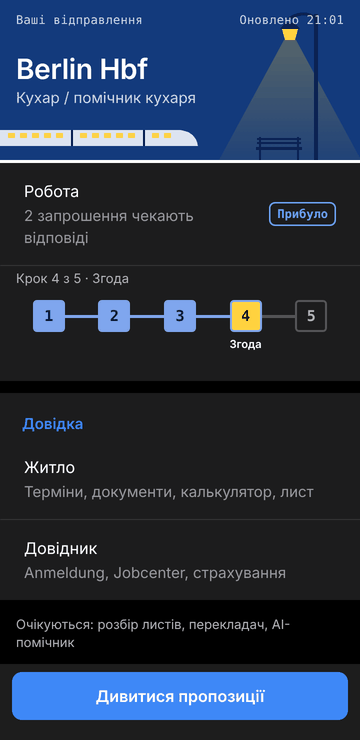 Ваші відправлення
Оновлено 21:01
Berlin Hbf
Кухар / помічник кухаря
Робота
2 запрошення чекають
відповіді
Прибуло
Крок 4 з 5 · Згода
1 2 3 4 5
Згода
Довідка
Житло
Терміни, документи, калькулятор, лист
Довідник
Anmeldung, Jobcenter, страхування
Очікуються: розбір листів, перекладач, AI-
помічник
Дивитися пропозиції